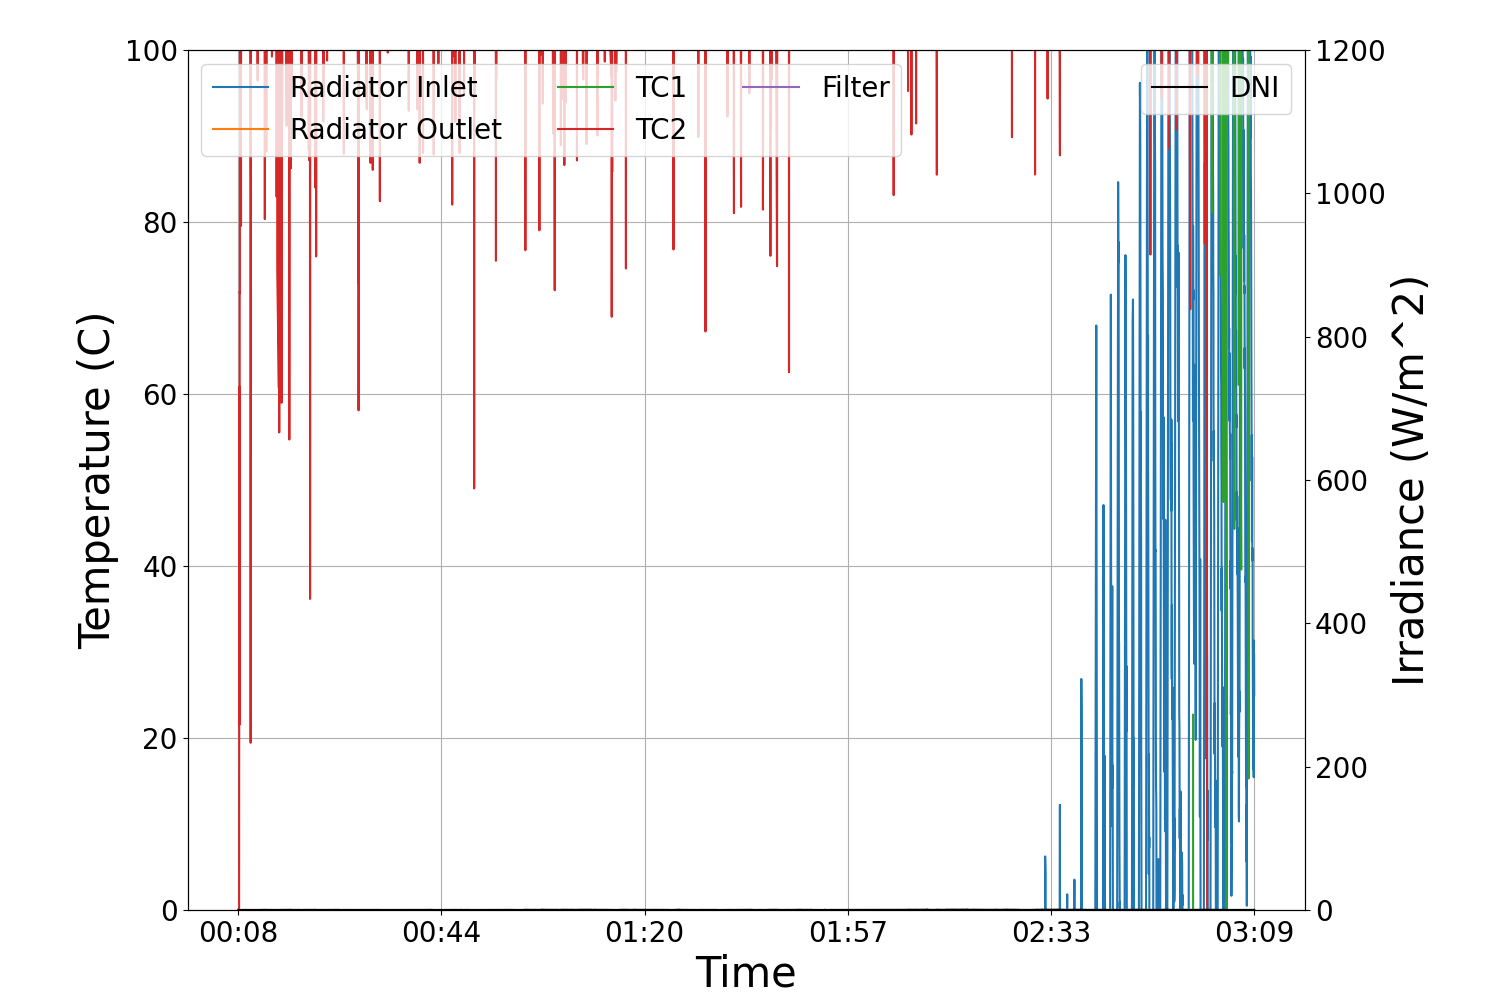 100
80
60
40
20
0
Temperature (C)
Radiator Inlet
Radiator Outlet
TC1
TC2
Filter
DNI
1200
1000
800
600
400
200
0
Irradiance (W/m^2)
00:08 00:44 01:20 01:57 02:33 03:09
Time